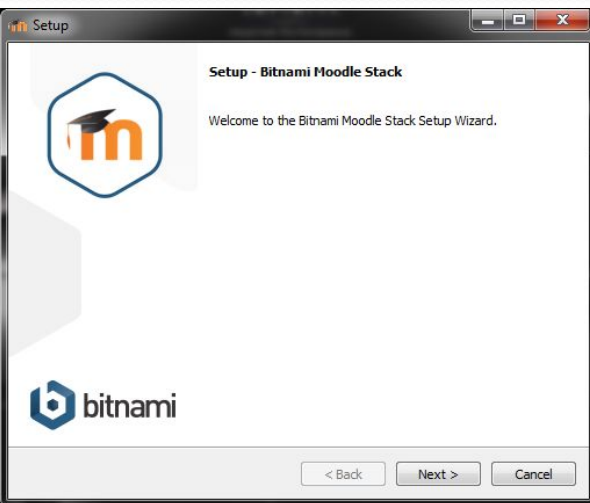 Setup
Setup - Bitnami Moodle Stack
Welcome to the Bitnami Moodle Stack Setup Wizard.
m
bitnami
< Back
Next >
Cancel